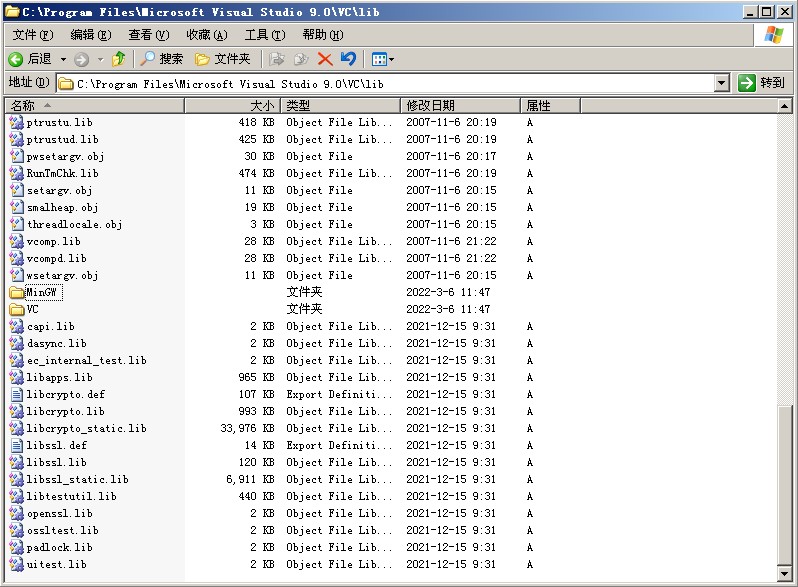 C:\Program Files\Microsoft Visual Studio 9.0\VC\lib
文件(F) 编辑(E) 查看(V) 收藏(A) 工具(T) 帮助(H)
后退 搜索 文件夹
地址(D) C:\Program Files\Microsoft Visual Studio 9.0\VC\lib 转到
名称 大小 类型 修改日期 属性
ptrustu.lib 418 KB Object File Lib... 2007-11-6 20:19 A
ptrustud.lib 425 KB Object File Lib... 2007-11-6 20:19 A
pwsetargv.obj 30 KB Object File 2007-11-6 20:17 A
RunTmChk.lib 474 KB Object File Lib... 2007-11-6 20:19 A
setargv.obj 11 KB Object File 2007-11-6 20:15 A
smalheap.obj 19 KB Object File 2007-11-6 20:15 A
threadlocale.obj 3 KB Object File 2007-11-6 20:15 A
vcomp.lib 28 KB Object File Lib... 2007-11-6 21:22 A
vcompd.lib 28 KB Object File Lib... 2007-11-6 21:22 A
wsetargv.obj 11 KB Object File 2007-11-6 20:15 A
MinGW 文件夹 2022-3-6 11:47
VC 文件夹 2022-3-6 11:47
capi.lib 2 KB Object File Lib... 2021-12-15 9:31 A
dasync.lib 2 KB Object File Lib... 2021-12-15 9:31 A
ec_internal_test.lib 2 KB Object File Lib... 2021-12-15 9:31 A
libapps.lib 965 KB Object File Lib... 2021-12-15 9:31 A
libcrypto.def 107 KB Export Definiti... 2021-12-15 9:31 A
libcrypto.lib 993 KB Object File Lib... 2021-12-15 9:31 A
libcrypto_static.lib 33,976 KB Object File Lib... 2021-12-15 9:31 A
libssl.def 14 KB Export Definiti... 2021-12-15 9:31 A
libssl.lib 120 KB Object File Lib... 2021-12-15 9:31 A
libssl_static.lib 6,911 KB Object File Lib... 2021-12-15 9:31 A
libtestutil.lib 440 KB Object File Lib... 2021-12-15 9:31 A
openssl.lib 2 KB Object File Lib... 2021-12-15 9:31 A
ossltest.lib 2 KB Object File Lib... 2021-12-15 9:31 A
padlock.lib 2 KB Object File Lib... 2021-12-15 9:31 A
uitest.lib 2 KB Object File Lib... 2021-12-15 9:31 A